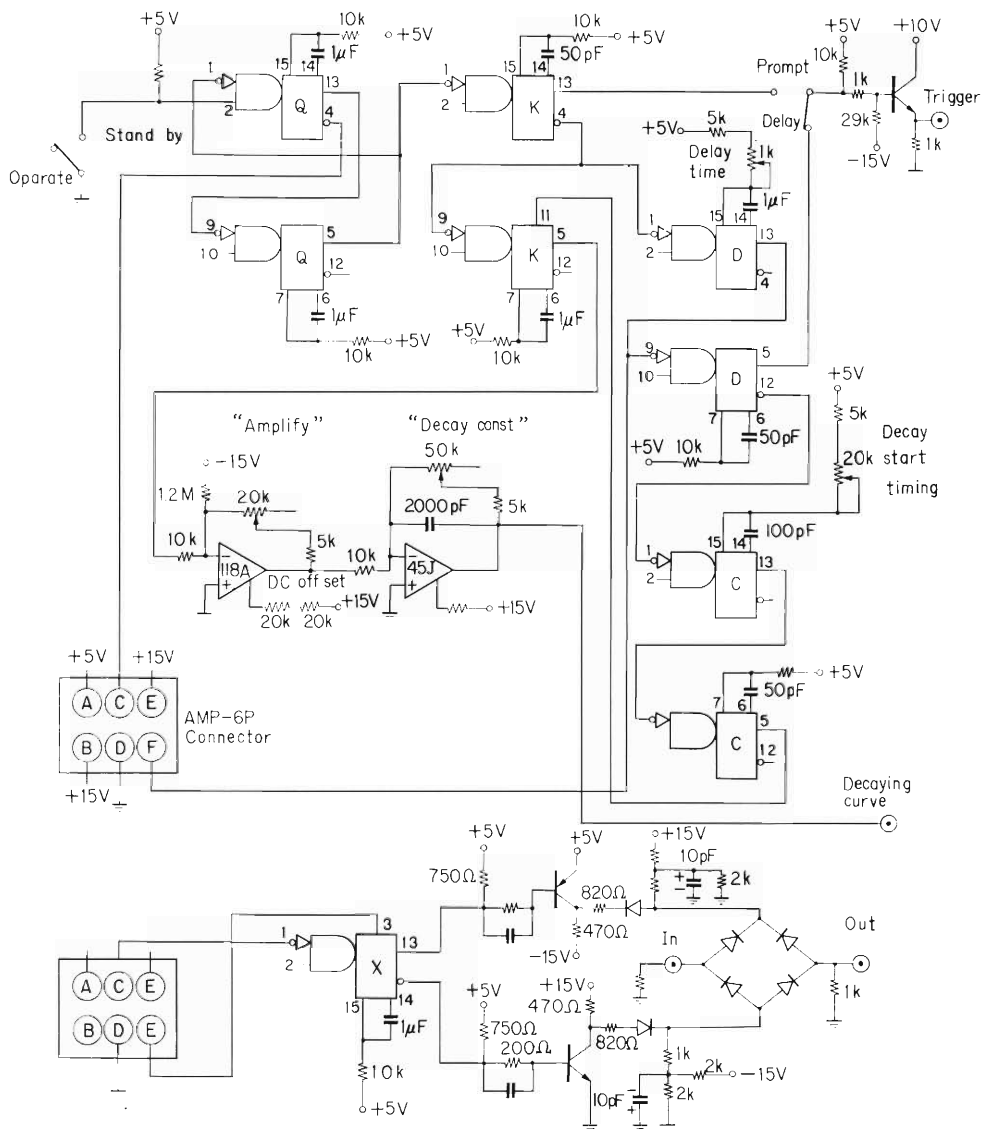 +5V
10k
+5V
1μF
15
14
13
1
2
Q
4
Stand by
Oparate
9
10
Q
5
12
7
6
1μF
10k
+5V
10k
+5V
50pF
15
14
13
1
2
K
4
11
9
10
K
5
12
7
6
1μF
+5V
10k
+5V
+10V
10k
Prompt
1k
Trigger
Delay
29k
-15V
1k
5k
+5V
Delay
time
1k
1μF
15
14
13
1
2
D
4
9
10
D
5
12
7
6
+5V
10k
50pF
+5V
5k
Decay
20k start
timing
100pF
15
14
13
1
2
C
50pF
+5V
7
6
5
C
12
"Amplify"
-15V
1.2M
20k
5k
10k
118A
DC off set
+15V
20k
20k
"Decay const"
50k
2000pF
5k
10k
45J
+15V
+5V
+15V
A C E
B D F
AMP-6P
Connector
+15V
Decaying
curve
A C E
B D E
3
1
2
X
13
15
14
1μF
10k
+5V
+5V
750Ω
+5V
820Ω
470Ω
-15V
+15V
10pF
2k
In
Out
1k
+5V
750Ω
200Ω
+15V
470Ω
820Ω
1k
2k
-15V
10pF
2k